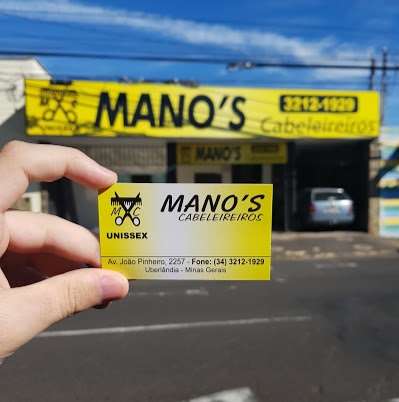 MANO'S
3212-1929
Cabeleireiros
UNISSEX
MANO'S
M C
UNISSEX
MANO'S
CABELEIREIROS
Av. João Pinheiro, 2257 - Fone: (34) 3212-1929
Uberlândia - Minas Gerais